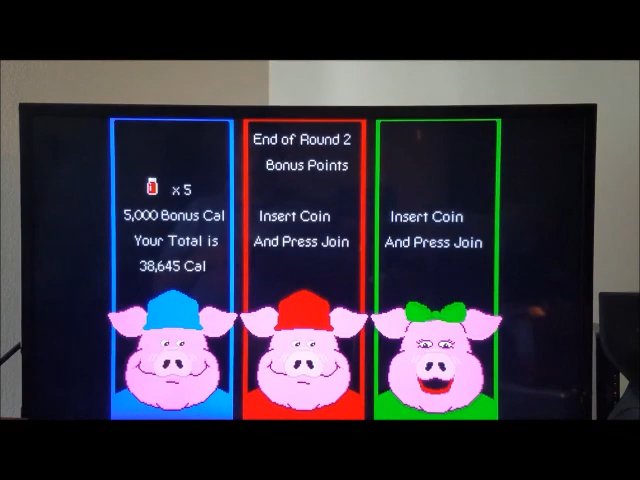 End of Round 2
Bonus Points
x 5
5,000 Bonus Cal
Your Total is
38,645 Cal
Insert Coin
And Press Join
Insert Coin
And Press Join